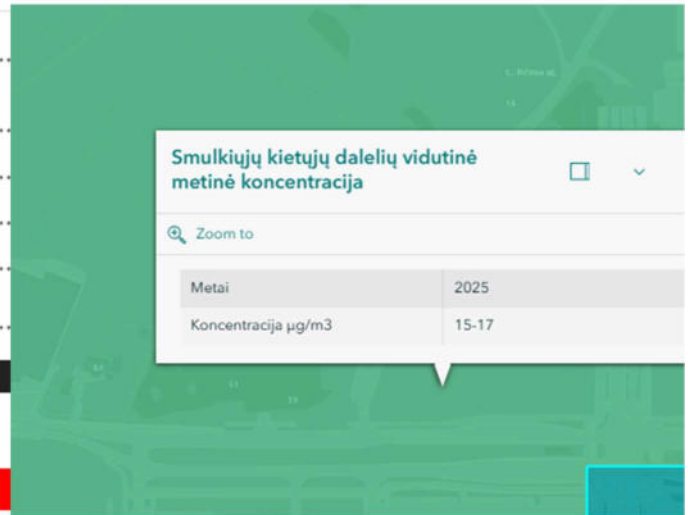 Smulkiųjų kietųjų dalelių vidutinė
metinė koncentracija
Zoom to
Metai 2025
Koncentracija µg/m3 15-17